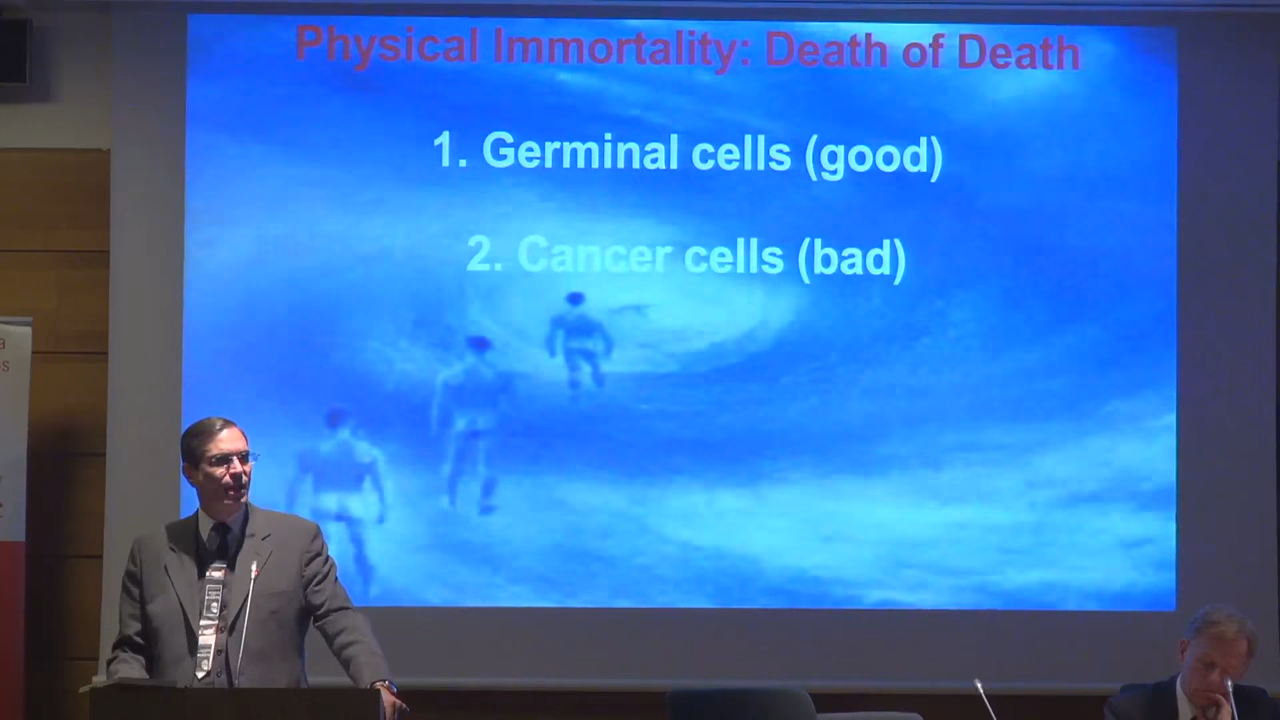 Physical Immortality: Death of Death
1. Germinal cells (good)
2. Cancer cells (bad)